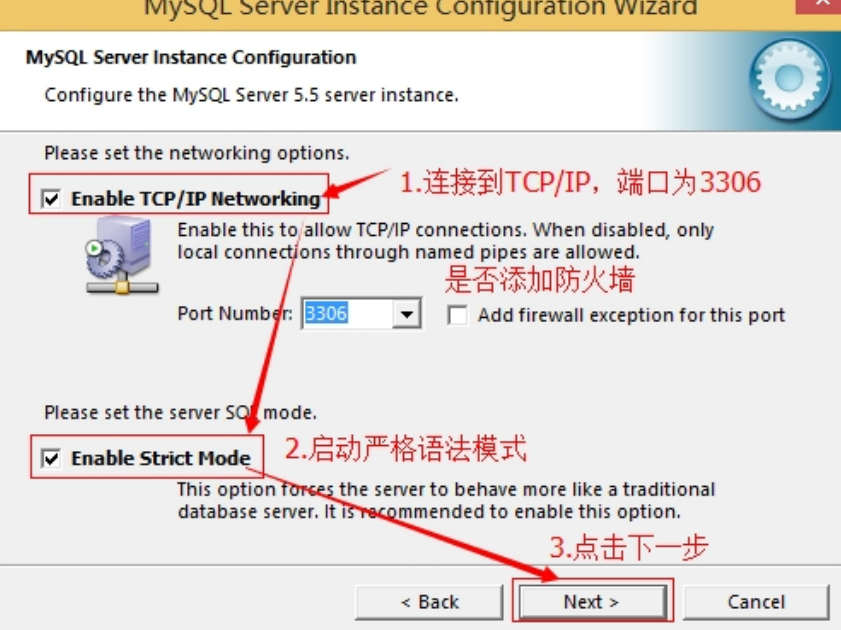 MySQL Server Instance Configuration Wizard
MySQL Server Instance Configuration
Configure the MySQL Server 5.5 server instance.
Please set the networking options.
1.连接到TCP/IP，端口为3306
Enable TCP/IP Networking
Enable this to allow TCP/IP connections. When disabled, only
local connections through named pipes are allowed.
是否添加防火墙
Port Number: 3306 Add firewall exception for this port
Please set the server SQL mode.
2.启动严格语法模式
Enable Strict Mode
This option forces the server to behave more like a traditional
database server. It is recommended to enable this option.
3.点击下一步
< Back Next > Cancel